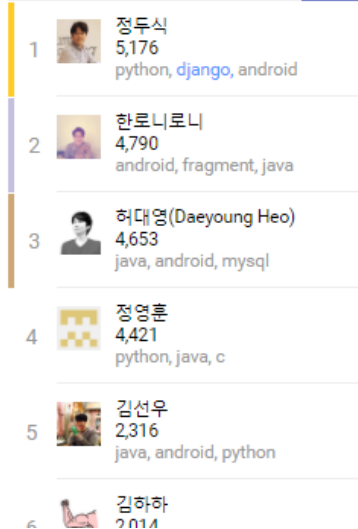 1
정두식
5,176
python, django, android
2
한로니로니
4,790
android, fragment, java
3
허대영(Daeyoung Heo)
4,653
java, android, mysql
4
정영훈
4,421
python, java, c
5
김선우
2,316
java, android, python
6
김하하
2,014